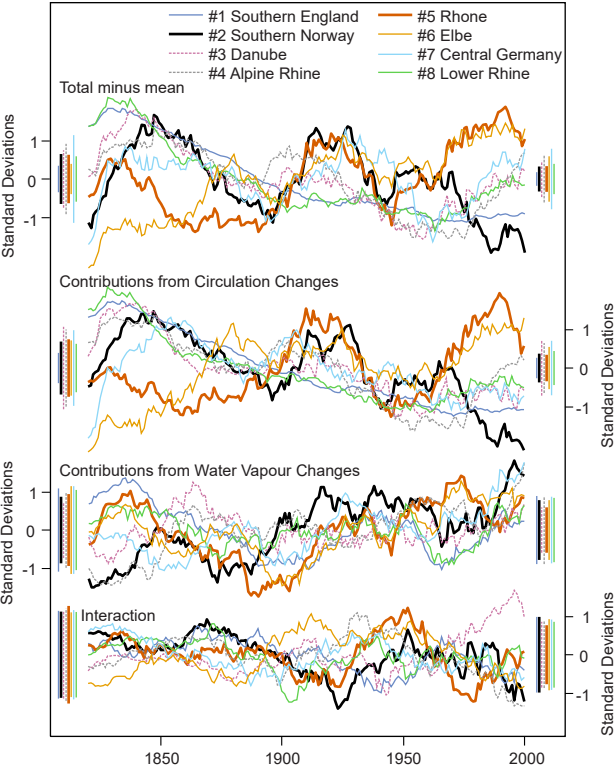 #1 Southern England
#5 Rhone
#2 Southern Norway
#6 Elbe
#3 Danube
#7 Central Germany
#4 Alpine Rhine
#8 Lower Rhine
Total minus mean
Standard Deviations
1
0
-1
Contributions from Circulation Changes
1
0
-1
Standard Deviations
Contributions from Water Vapour Changes
Standard Deviations
1
0
-1
Interaction
1
0
-1
Standard Deviations
1850
1900
1950
2000